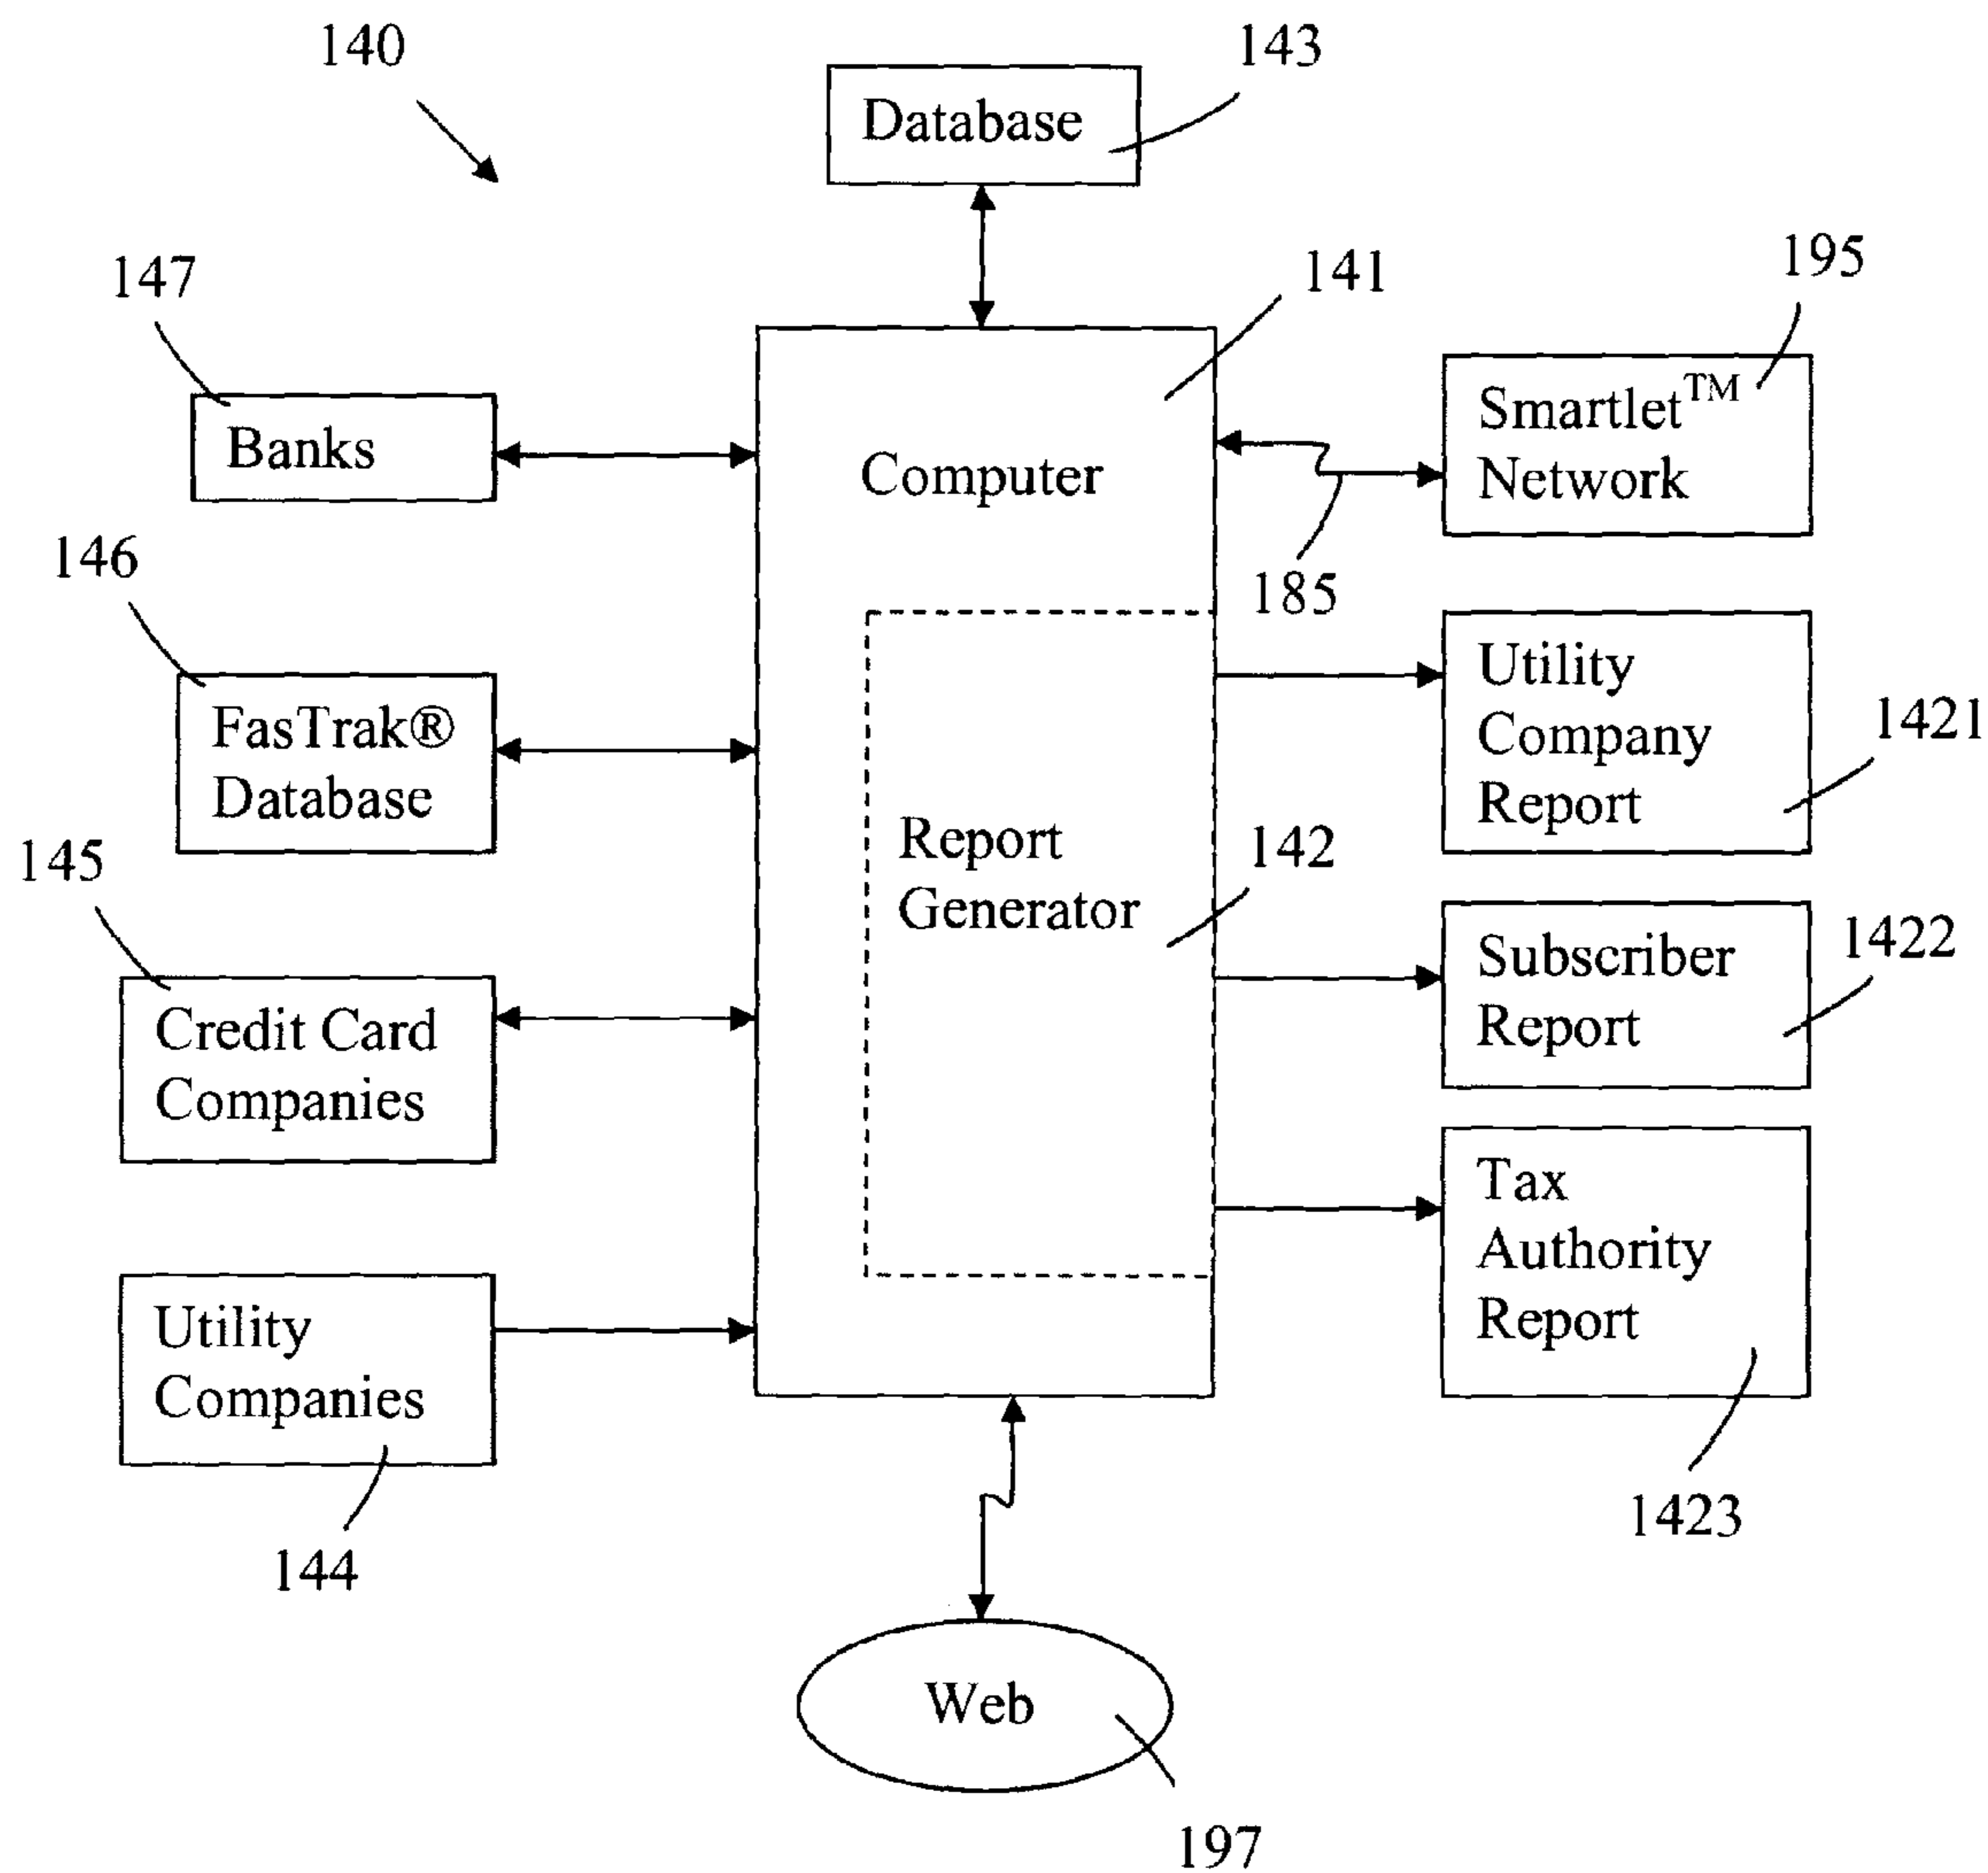 140
143
Database
147
141
195
Banks
Computer
Smartlet™
Network
146
185
FasTrak®
Database
Utility
Company
Report
1421
145
Report
Generator
142
Credit Card
Companies
Subscriber
Report
1422
Utility
Companies
Tax
Authority
Report
144
1423
Web
197